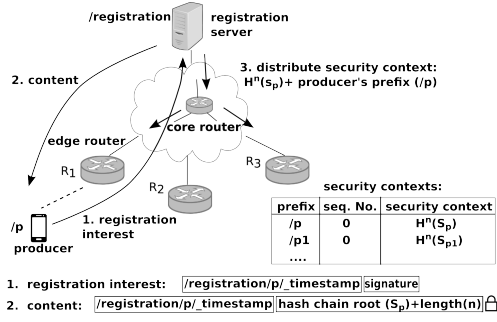 /registration
registration
server
2. content
3. distribute security context:
Hⁿ(sₚ)+ producer's prefix (/p)
core router
edge router
R₁
R₂
R₃
/p
producer
1. registration
interest
security contexts:
prefix seq. No. security context
/p 0 Hⁿ(Sₚ)
/p1 0 Hⁿ(Sₚ₁)
....
1. registration interest: /registration/p/_timestamp signature
2. content: /registration/p/_timestamp hash chain root (Sₚ)+length(n)